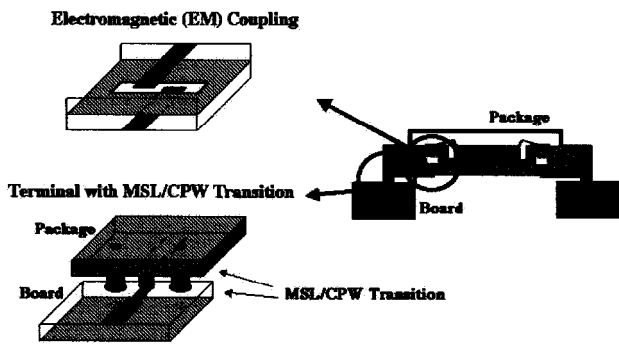 Electromagnetic (EM) Coupling
Package
Terminal with MSL/CPW Transition
Board
Package
Board
MSL/CPW Transition